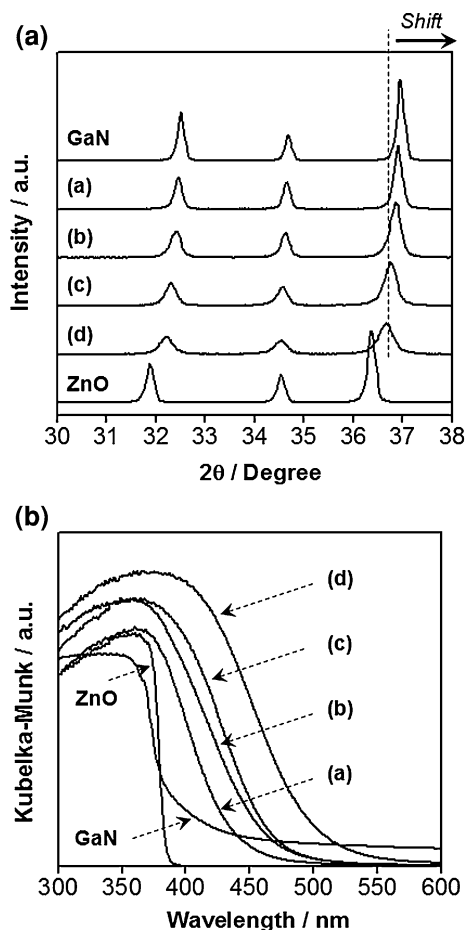 (a)
Shift
GaN
(a)
(b)
(c)
(d)
ZnO
Intensity / a.u.
30 31 32 33 34 35 36 37 38
2θ / Degree
(b)
(d)
(c)
(b)
(a)
ZnO
GaN
Kubelka-Munk / a.u.
300 350 400 450 500 550 600
Wavelength / nm